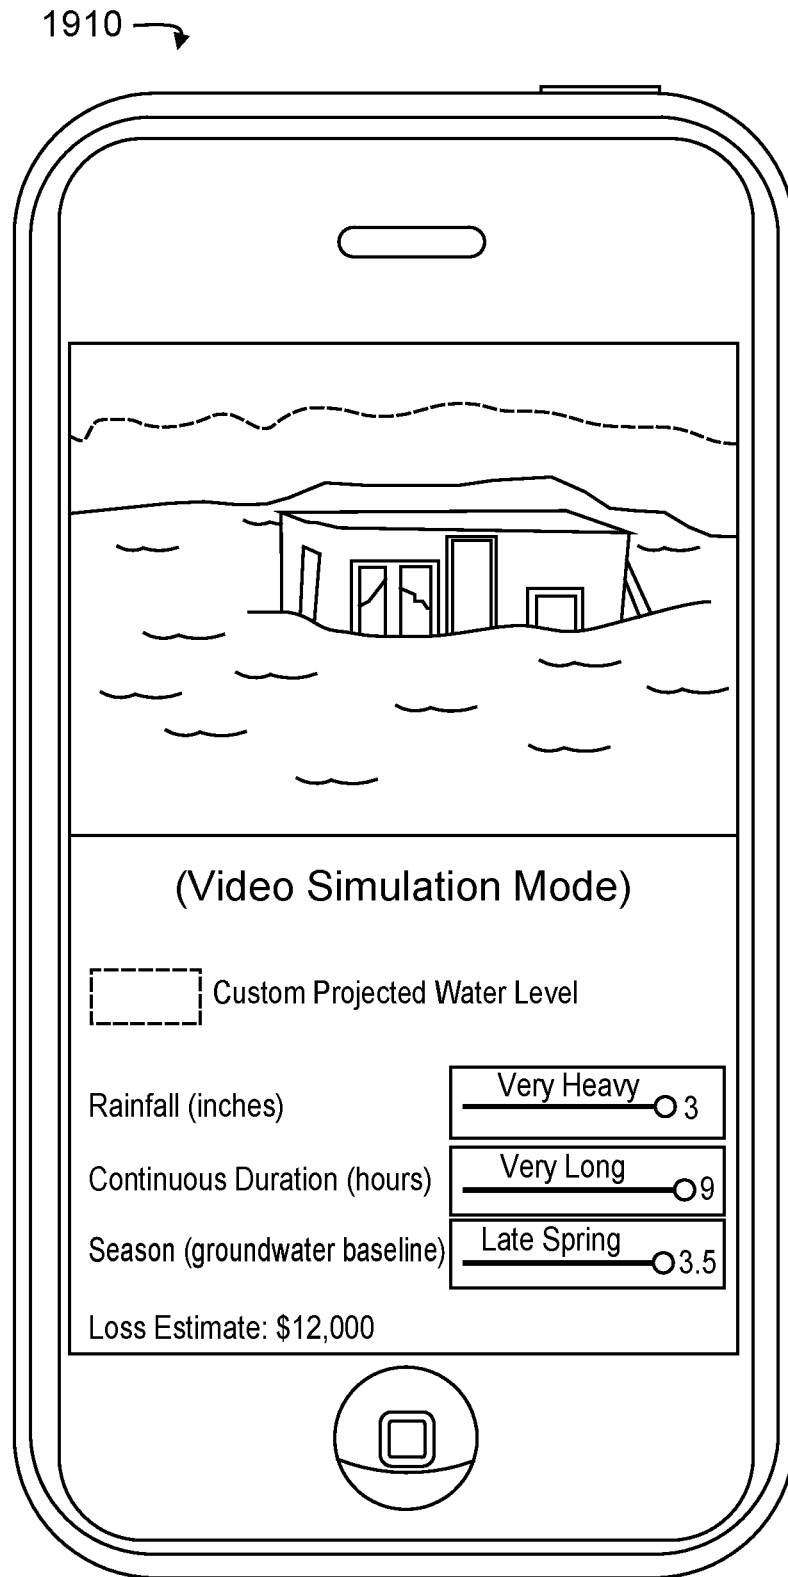 1910
(Video Simulation Mode)
Custom Projected Water Level
Rainfall (inches)
Very Heavy
3
Continuous Duration (hours)
Very Long
9
Season (groundwater baseline)
Late Spring
3.5
Loss Estimate: $12,000